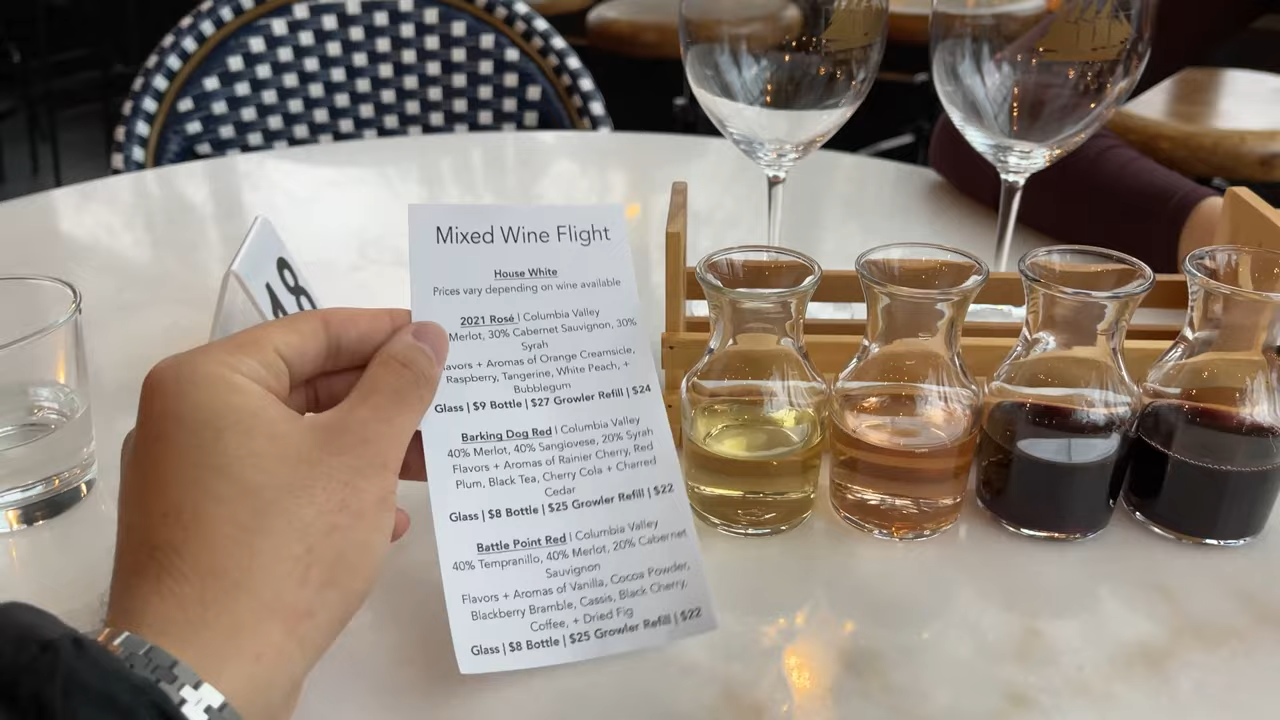 Mixed Wine Flight
House White
Prices vary depending on wine available
2021 Rosé | Columbia Valley
Merlot, 30% Cabernet Sauvignon, 30%
Syrah
avors + Aromas of Orange Creamsicle,
Raspberry, Tangerine, White Peach, +
Bubblegum
Glass | $9 Bottle | $27 Growler Refill | $24
Barking Dog Red | Columbia Valley
40% Merlot, 40% Sangiovese, 20% Syrah
Flavors + Aromas of Rainier Cherry, Red
Plum, Black Tea, Cherry Cola + Charred
Cedar
Glass | $8 Bottle | $25 Growler Refill | $22
Battle Point Red | Columbia Valley
40% Tempranillo, 40% Merlot, 20% Cabernet
Sauvignon
Flavors + Aromas of Vanilla, Cocoa Powder,
Blackberry Bramble, Cassis, Black Cherry,
Coffee, + Dried Fig
Glass | $8 Bottle | $25 Growler Refill | $22